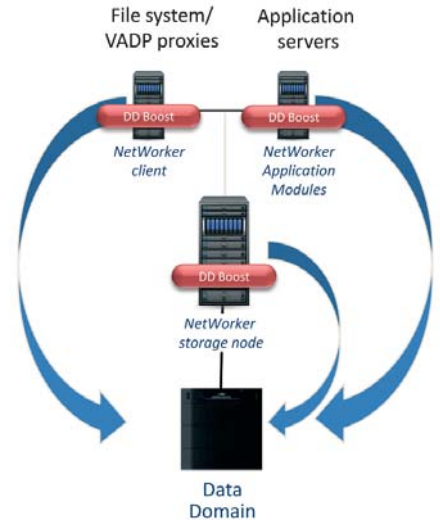 File system/
VADP proxies
Application
servers
DD Boost
DD Boost
NetWorker
client
NetWorker
Application
Modules
DD Boost
NetWorker
storage node
Data
Domain